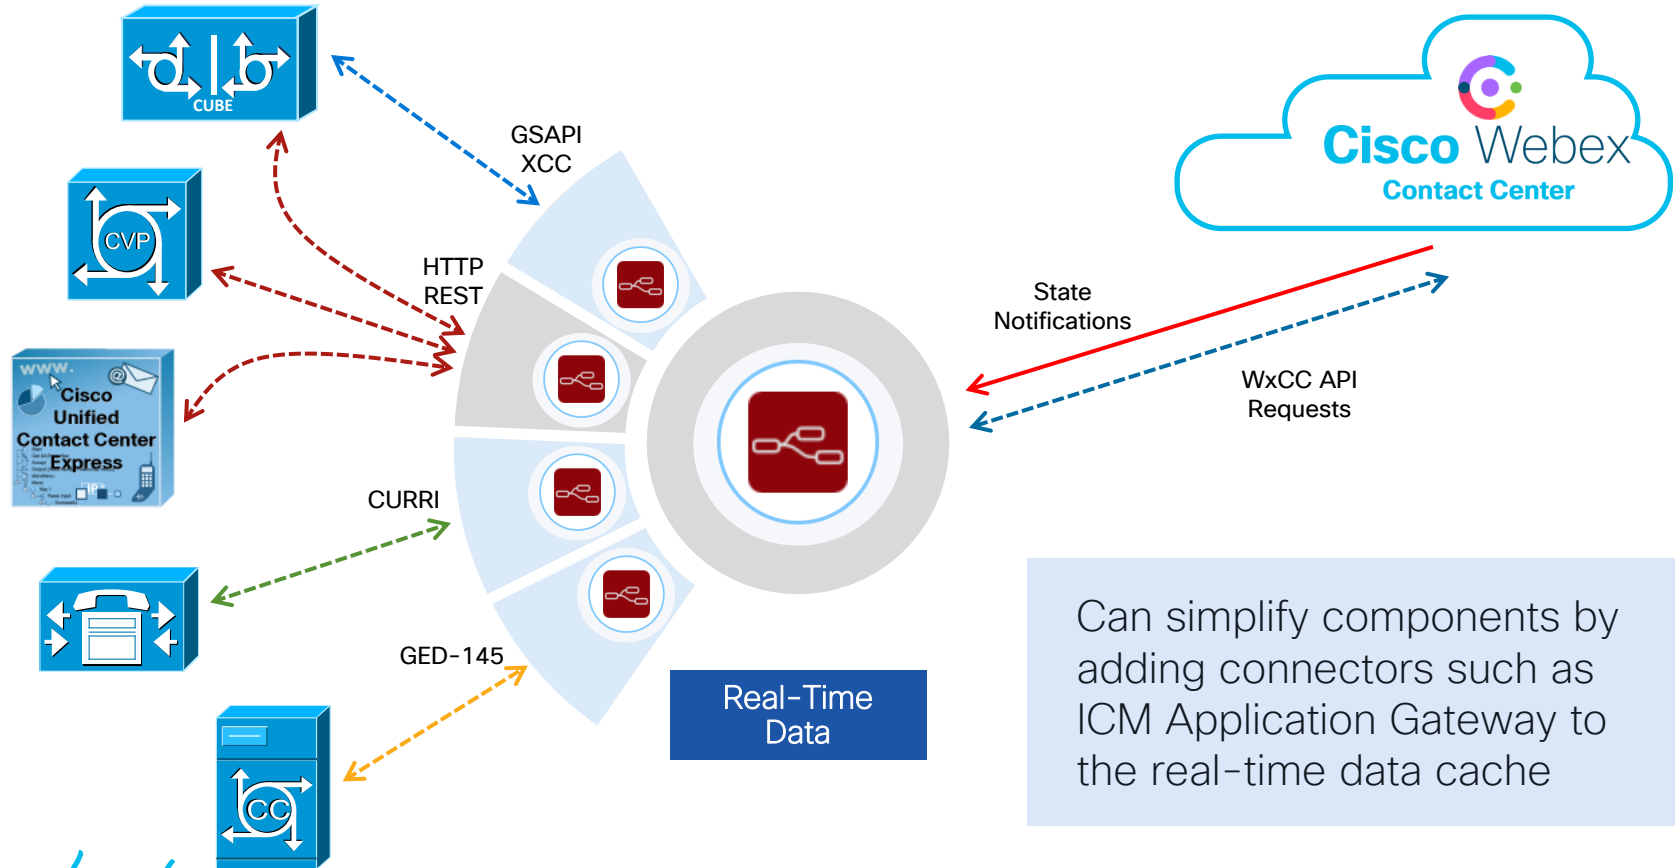 CUBE
GSAPI
XCC
Cisco Webex
Contact Center
CVP
HTTP
REST
State
Notifications
www.
@
Cisco
Unified
Contact Center
Express
IP
WxCC API
Requests
CURRI
GED-145
Real-Time
Data
CC
Can simplify components by
adding connectors such as
ICM Application Gateway to
the real-time data cache